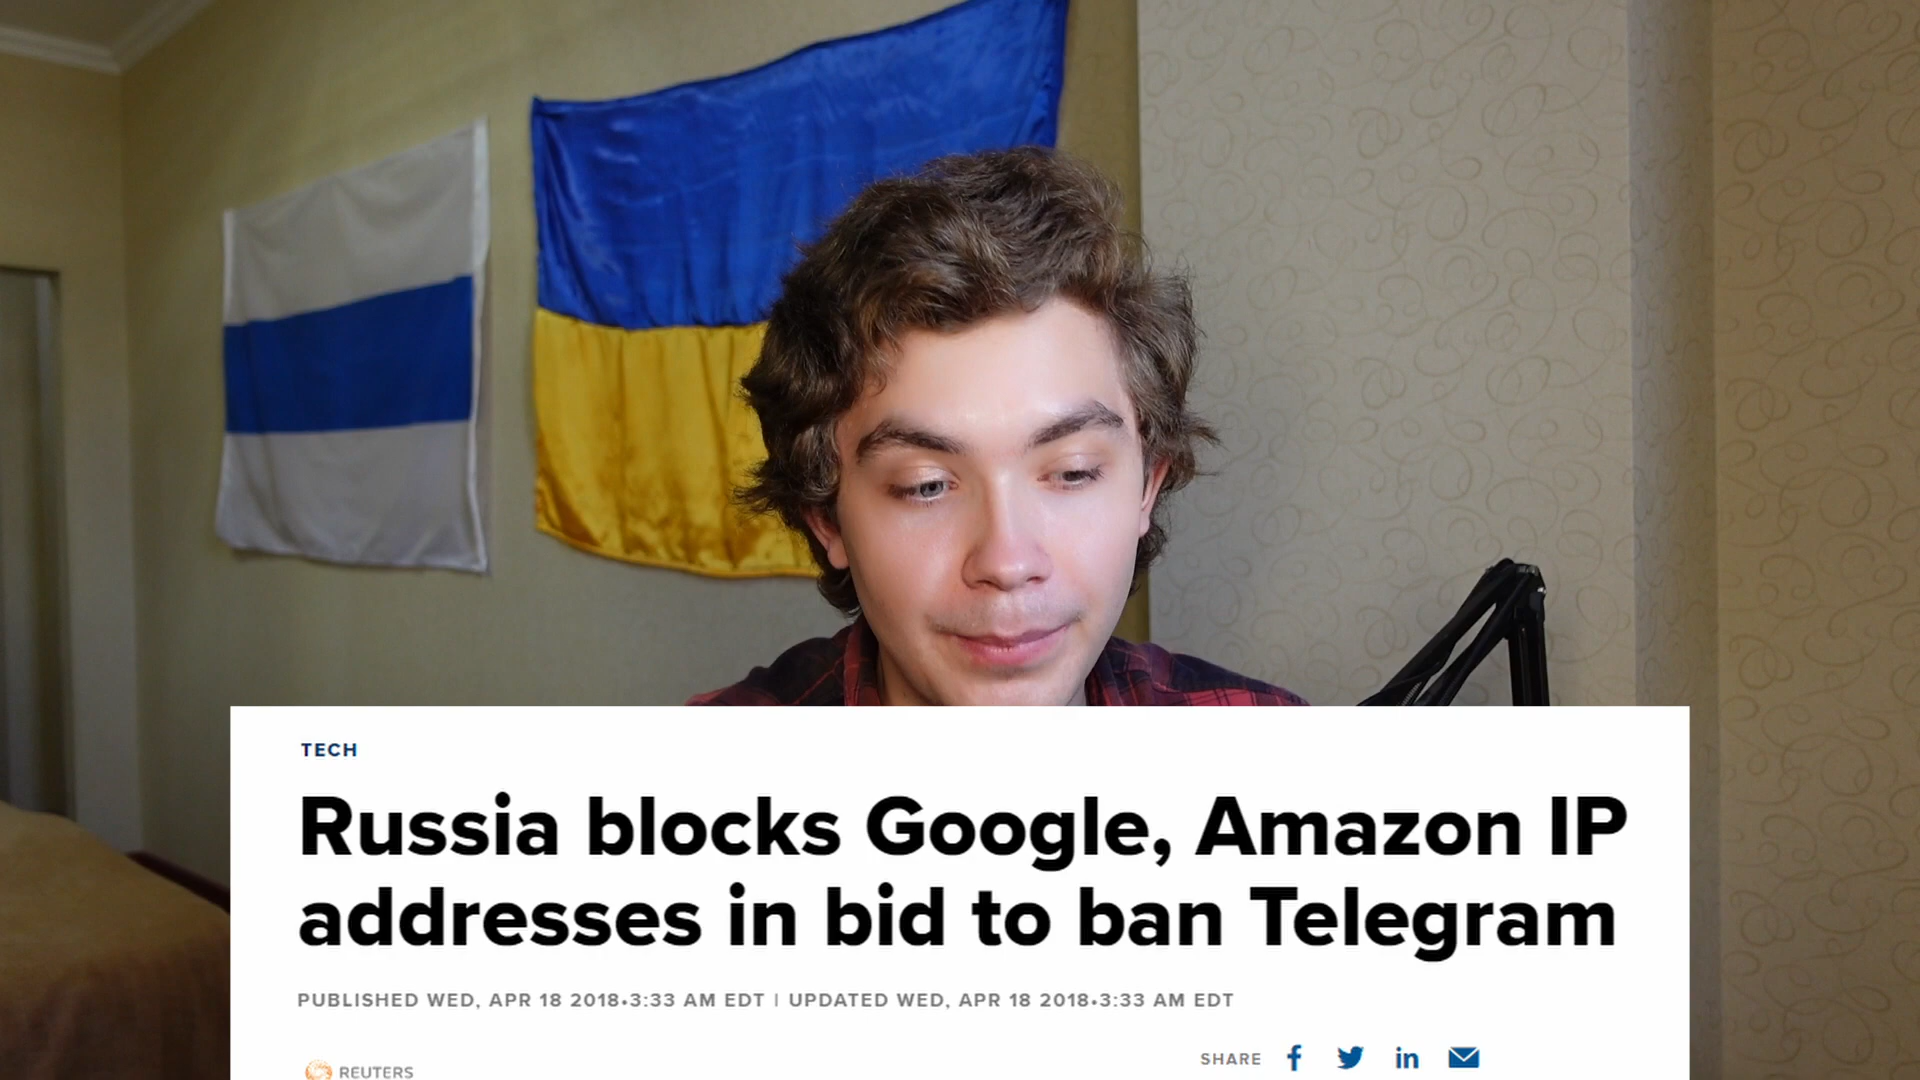 TECH
Russia blocks Google, Amazon IP
addresses in bid to ban Telegram
PUBLISHED WED, APR 18 2018•3:33 AM EDT | UPDATED WED, APR 18 2018•3:33 AM EDT
SHARE
REUTERS